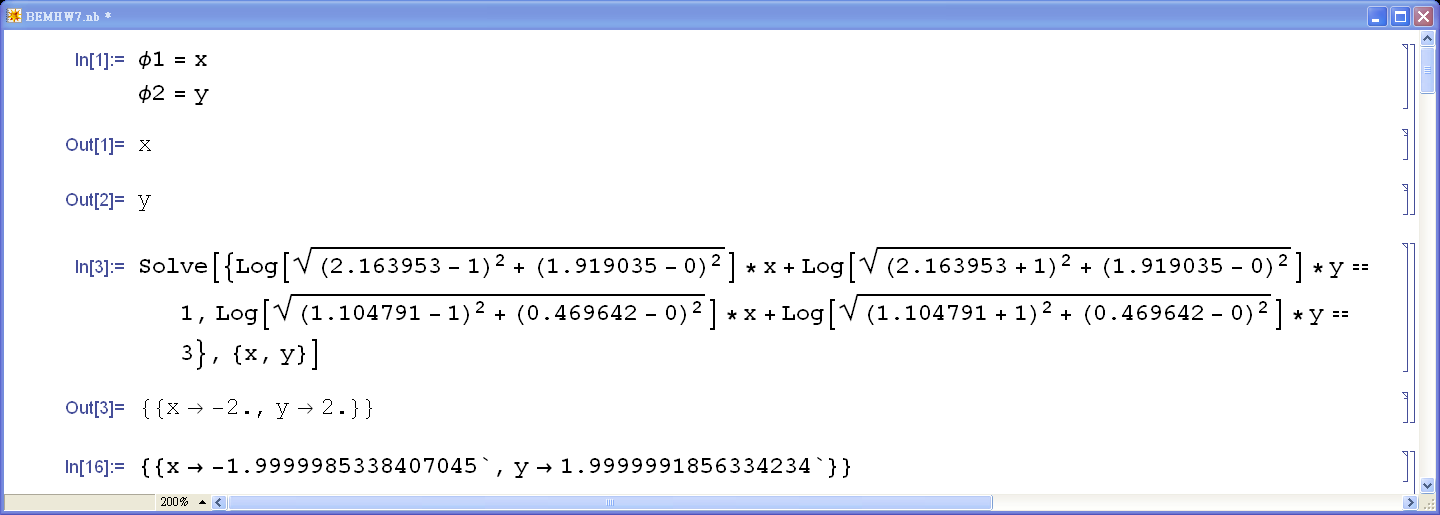 BEMHW7.nb *
In[1]:= ϕ1 = x
ϕ2 = y
Out[1]= x
Out[2]= y
In[3]:= Solve[{Log[√((2.163953 - 1)² + (1.919035 - 0)²)] * x + Log[√((2.163953 + 1)² + (1.919035 - 0)²)] * y ==
1, Log[√((1.104791 - 1)² + (0.469642 - 0)²)] * x + Log[√((1.104791 + 1)² + (0.469642 - 0)²)] * y ==
3}, {x, y}]
Out[3]= {{x → -2., y → 2.}}
In[16]:= {{x → -1.9999985338407045`, y → 1.9999991856334234`}}
200%